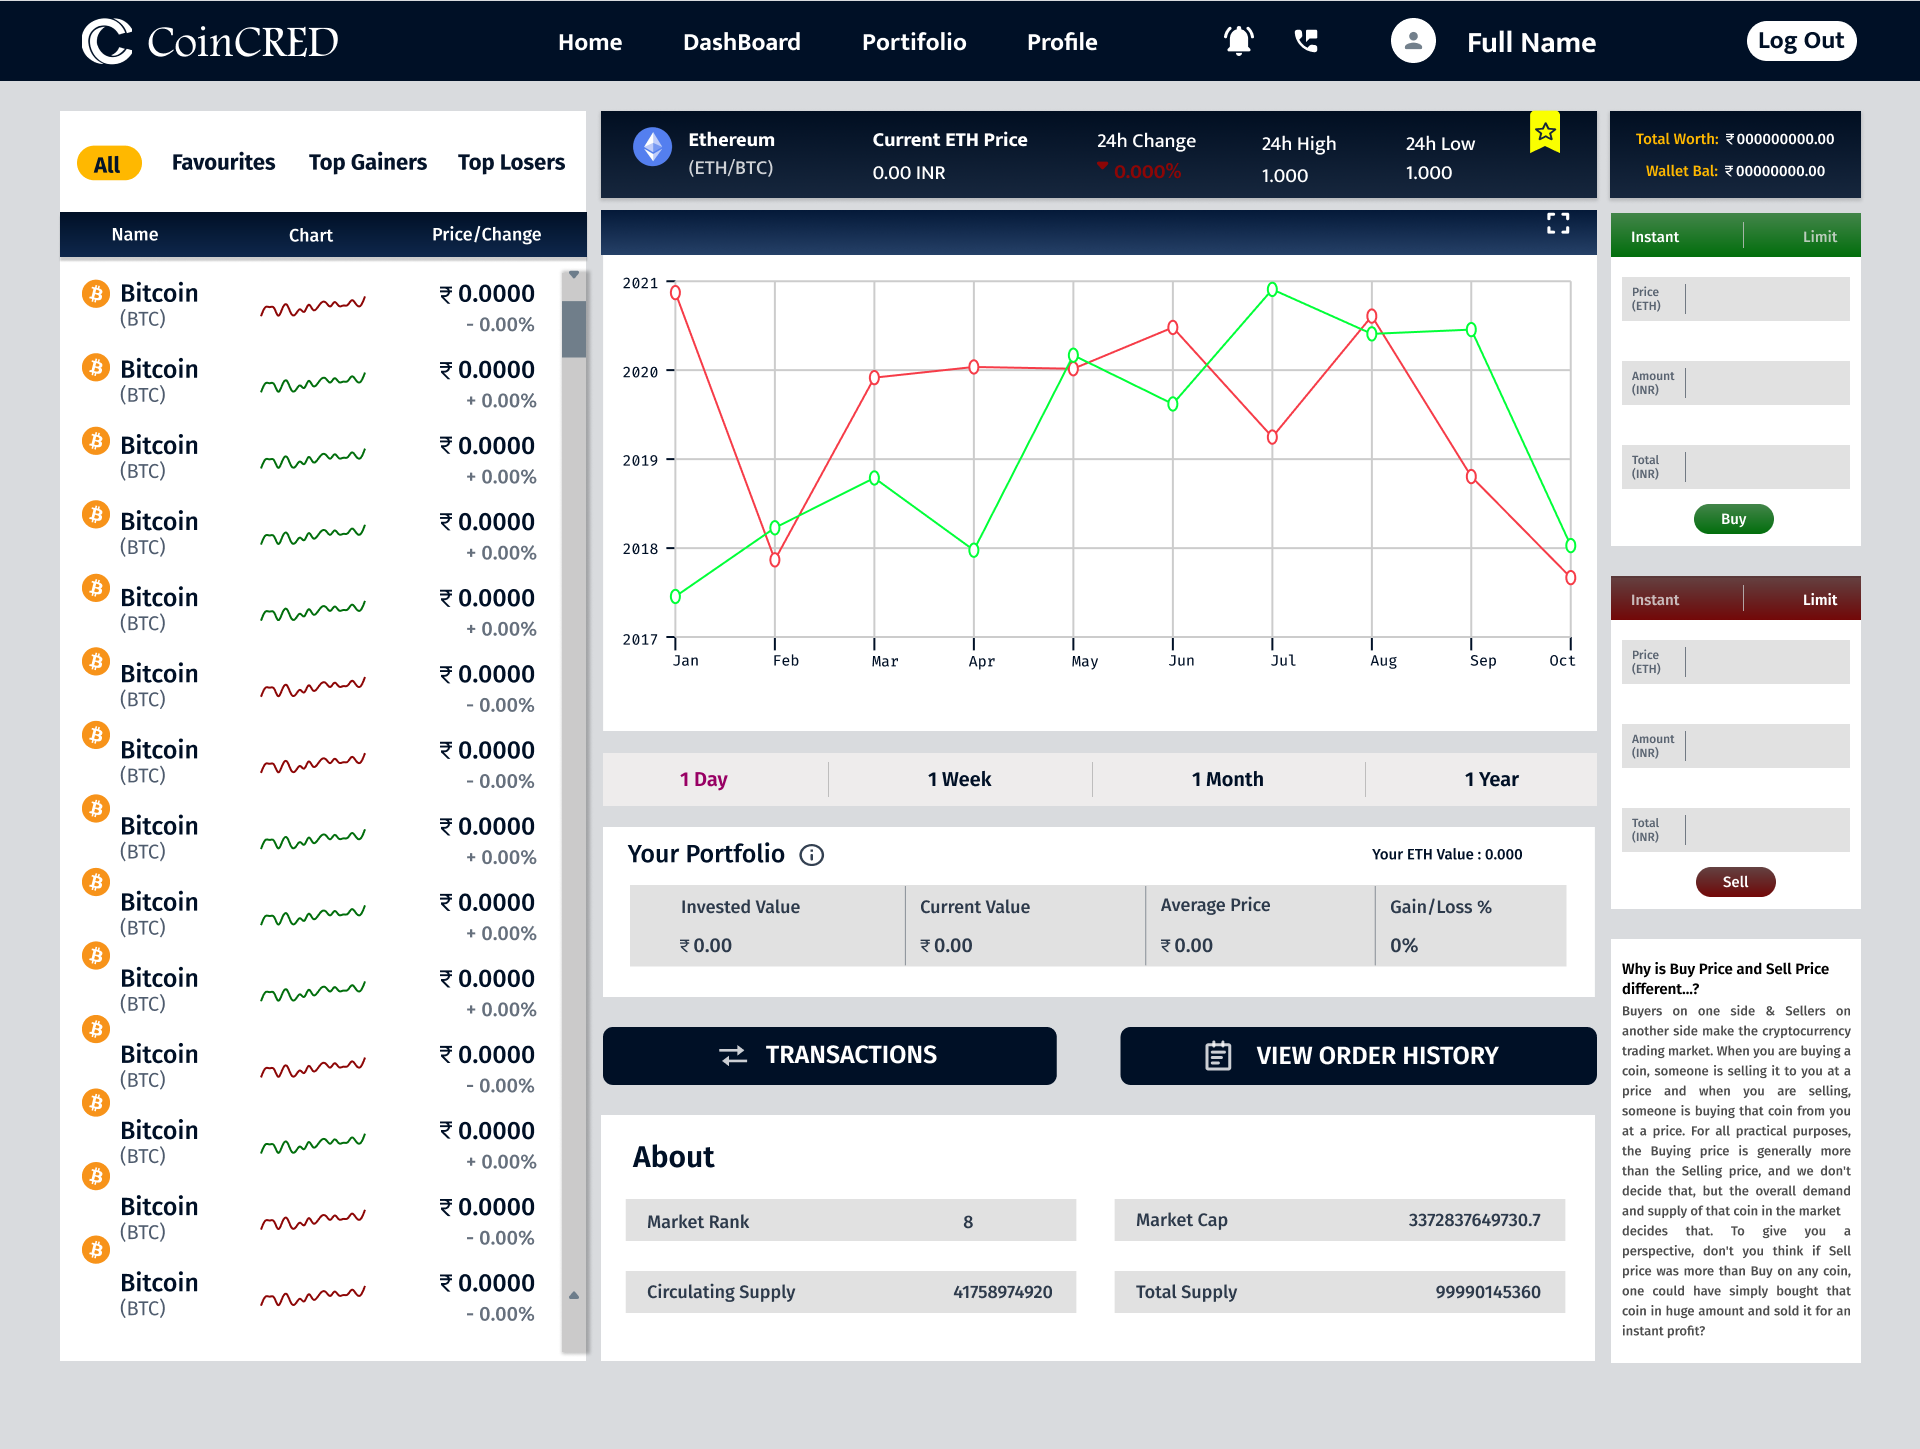 CoinCRED
Home DashBoard Portifolio Profile Full Name Log Out
All Favourites Top Gainers Top Losers
Name Chart Price/Change
Bitcoin ₹ 0.0000
(BTC) - 0.00%
Bitcoin ₹ 0.0000
(BTC) + 0.00%
Bitcoin ₹ 0.0000
(BTC) + 0.00%
Bitcoin ₹ 0.0000
(BTC) + 0.00%
Bitcoin ₹ 0.0000
(BTC) + 0.00%
Bitcoin ₹ 0.0000
(BTC) - 0.00%
Bitcoin ₹ 0.0000
(BTC) - 0.00%
Bitcoin ₹ 0.0000
(BTC) + 0.00%
Bitcoin ₹ 0.0000
(BTC) + 0.00%
Bitcoin ₹ 0.0000
(BTC) + 0.00%
Bitcoin ₹ 0.0000
(BTC) - 0.00%
Bitcoin ₹ 0.0000
(BTC) + 0.00%
Bitcoin ₹ 0.0000
(BTC) - 0.00%
Bitcoin ₹ 0.0000
(BTC) - 0.00%
Ethereum Current ETH Price 24h Change 24h High 24h Low
(ETH/BTC) 0.00 INR 0.000% 1.000 1.000
2021
2020
2019
2018
2017
Jan Feb Mar Apr May Jun Jul Aug Sep Oct
1 Day 1 Week 1 Month 1 Year
Your Portfolio Your ETH Value : 0.000
Invested Value Current Value Average Price Gain/Loss %
₹ 0.00 ₹ 0.00 ₹ 0.00 0%
TRANSACTIONS VIEW ORDER HISTORY
About
Market Rank 8 Market Cap 3372837649730.7
Circulating Supply 41758974920 Total Supply 99990145360
Total Worth: ₹ 000000000.00
Wallet Bal: ₹ 00000000.00
Instant Limit
Price
(ETH)
Amount
(INR)
Total
(INR)
Buy
Instant Limit
Price
(ETH)
Amount
(INR)
Total
(INR)
Sell
Why is Buy Price and Sell Price
different...?
Buyers on one side & Sellers on
another side make the cryptocurrency
trading market. When you are buying a
coin, someone is selling it to you at a
price and when you are selling,
someone is buying that coin from you
at a price. For all practical purposes,
the Buying price is generally more
than the Selling price, and we don't
decide that, but the overall demand
and supply of that coin in the market
decides that. To give you a
perspective, don't you think if Sell
price was more than Buy on any coin,
one could have simply bought that
coin in huge amount and sold it for an
instant profit?